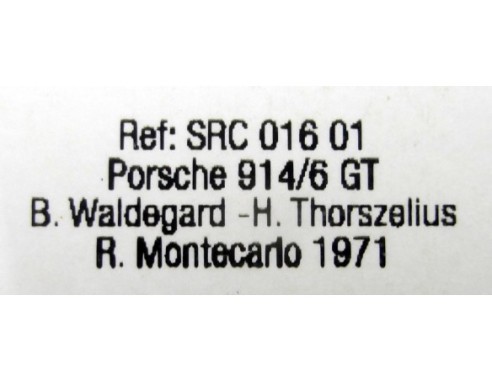 Ref: SRC 016 01
Porsche 914/6 GT
B. Waldegard -H. Thorszelius
R. Montecarlo 1971